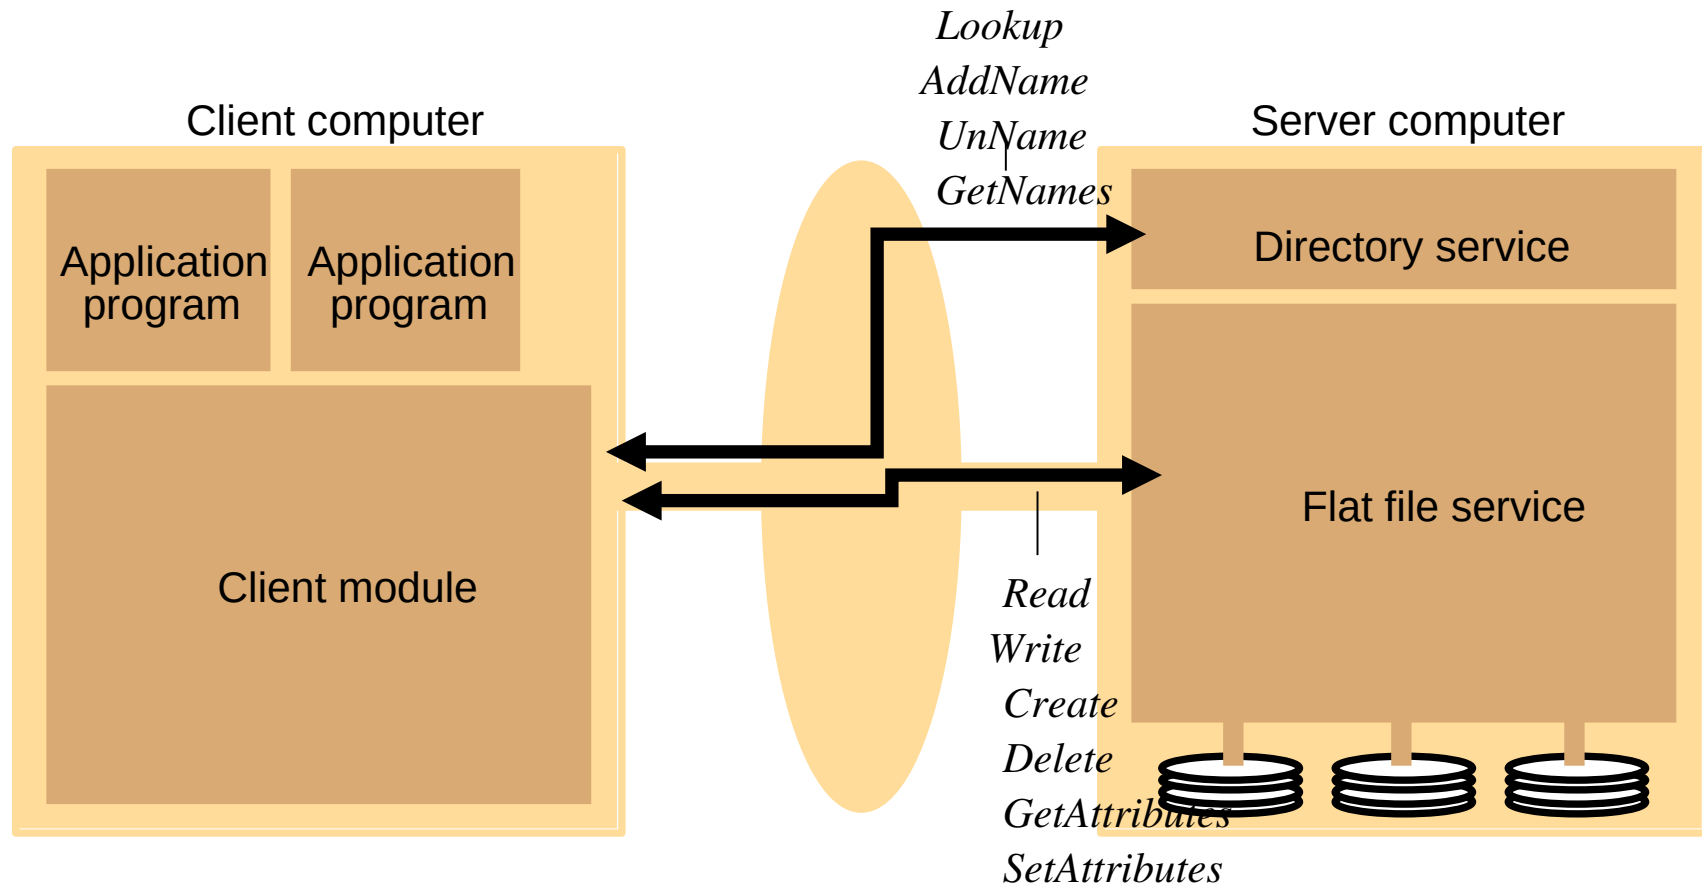 Lookup
AddName
UnName
GetNames
Client computer
Server computer
Application
program
Application
program
Directory service
Client module
Flat file service
Read
Write
Create
Delete
GetAttributes
SetAttributes